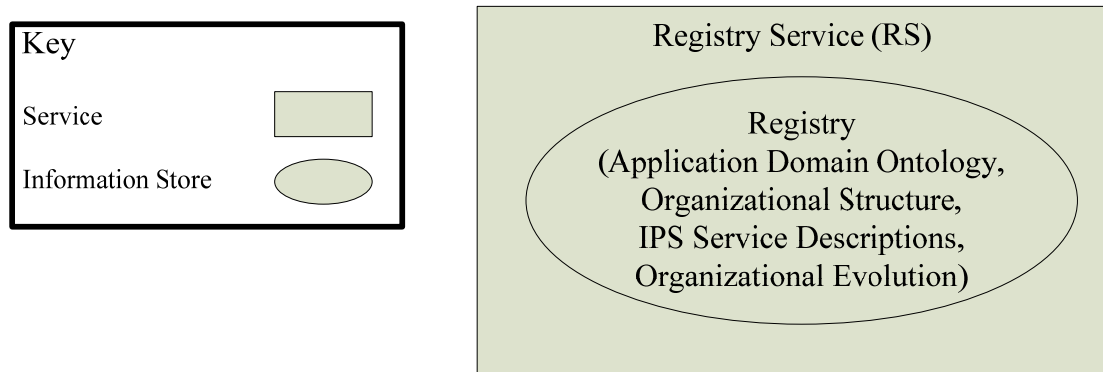 Key
Service
Information Store
Registry Service (RS)
Registry
(Application Domain Ontology,
Organizational Structure,
IPS Service Descriptions,
Organizational Evolution)